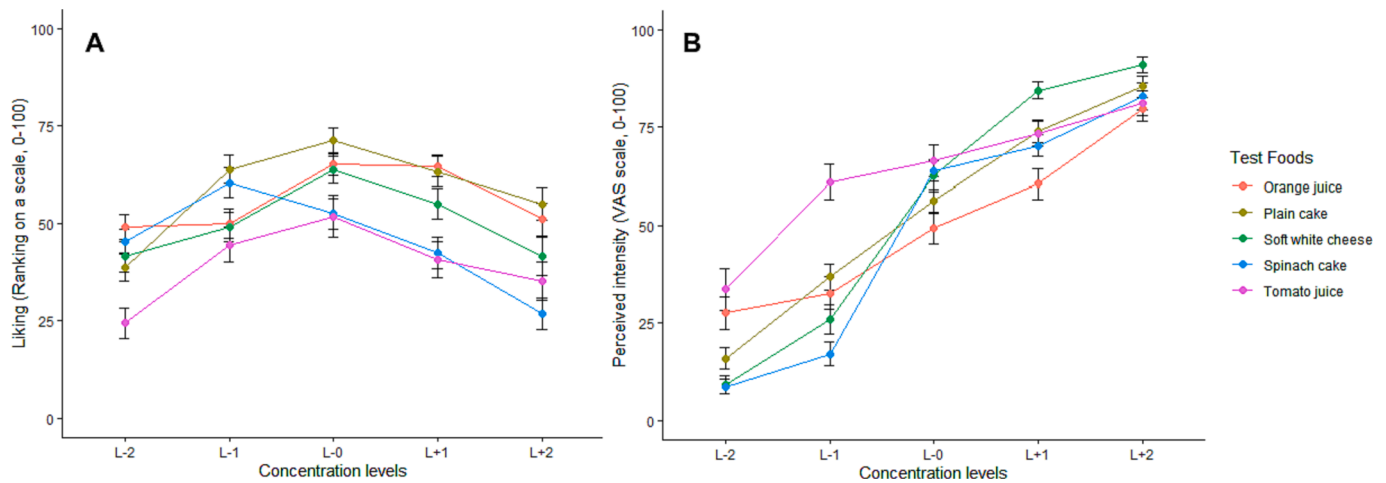 A
Liking (Ranking on a scale, 0-100)
100
75
50
25
0
L-2 L-1 L-0 L+1 L+2
Concentration levels
B
Perceived intensity (VAS scale, 0-100)
100
75
50
25
0
L-2 L-1 L-0 L+1 L+2
Concentration levels
Test Foods
Orange juice
Plain cake
Soft white cheese
Spinach cake
Tomato juice